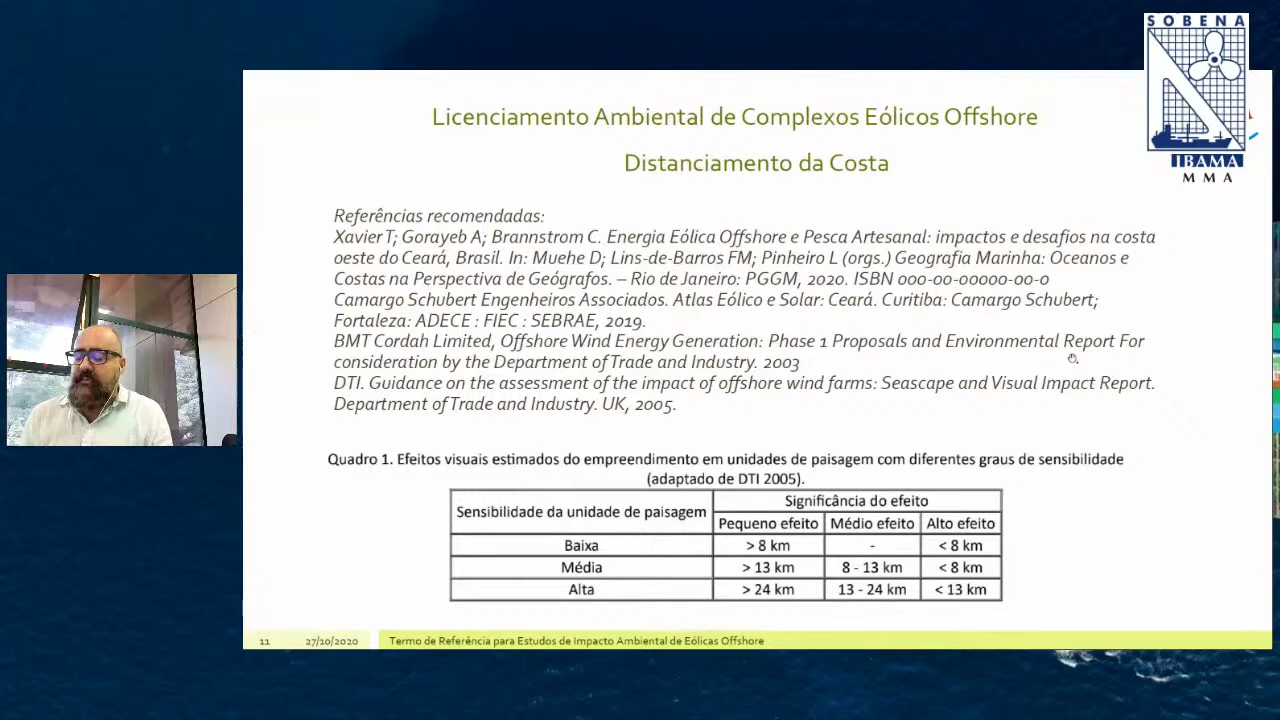 SOBENA
IBAMA
MMA
Licenciamento Ambiental de Complexos Eólicos Offshore
Distanciamento da Costa
Referências recomendadas:
Xavier T; Gorayeb A; Brannstrom C. Energia Eólica Offshore e Pesca Artesanal: impactos e desafios na costa
oeste do Ceará, Brasil. In: Muehe D; Lins-de-Barros FM; Pinheiro L (orgs.) Geografia Marinha: Oceanos e
Costas na Perspectiva de Geógrafos. – Rio de Janeiro: PGGM, 2020. ISBN 000-00-00000-00-0
Camargo Schubert Engenheiros Associados. Atlas Eólico e Solar: Ceará. Curitiba: Camargo Schubert;
Fortaleza: ADECE : FIEC : SEBRAE, 2019.
BMT Cordah Limited, Offshore Wind Energy Generation: Phase 1 Proposals and Environmental Report For
consideration by the Department of Trade and Industry. 2003
DTI. Guidance on the assessment of the impact of offshore wind farms: Seascape and Visual Impact Report.
Department of Trade and Industry. UK, 2005.
Quadro 1. Efeitos visuais estimados do empreendimento em unidades de paisagem com diferentes graus de sensibilidade
(adaptado de DTI 2005).
Sensibilidade da unidade de paisagem Significância do efeito
Pequeno efeito Médio efeito Alto efeito
Baixa > 8 km - < 8 km
Média > 13 km 8 - 13 km < 8 km
Alta > 24 km 13 - 24 km < 13 km
11 27/10/2020 Termo de Referência para Estudos de Impacto Ambiental de Eólicas Offshore